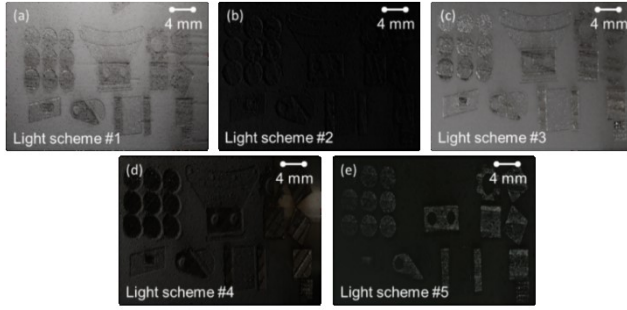 (a)
4 mm
Light scheme #1
(b)
4 mm
Light scheme #2
(c)
4 mm
Light scheme #3
(d)
4 mm
Light scheme #4
(e)
4 mm
Light scheme #5